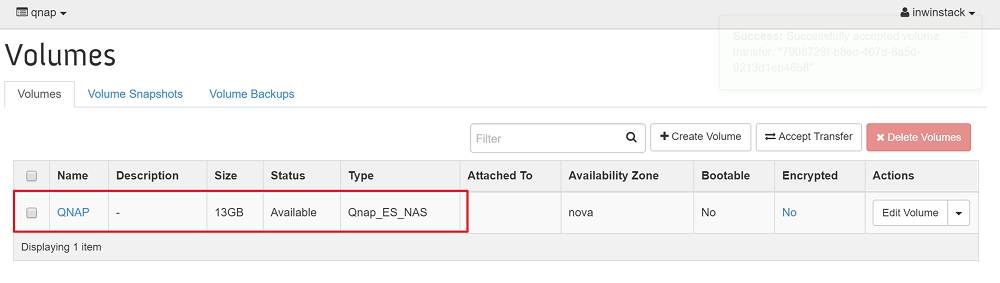 qnap
inwinstack
Success: Successfully accepted volume
transfer: "7908728f-b8ec-467d-8a5d-
9213d1eb46b8"
Volumes
Volumes Volume Snapshots Volume Backups
Filter Create Volume Accept Transfer Delete Volumes
Name Description Size Status Type Attached To Availability Zone Bootable Encrypted Actions
QNAP - 13GB Available Qnap_ES_NAS nova No No Edit Volume
Displaying 1 item